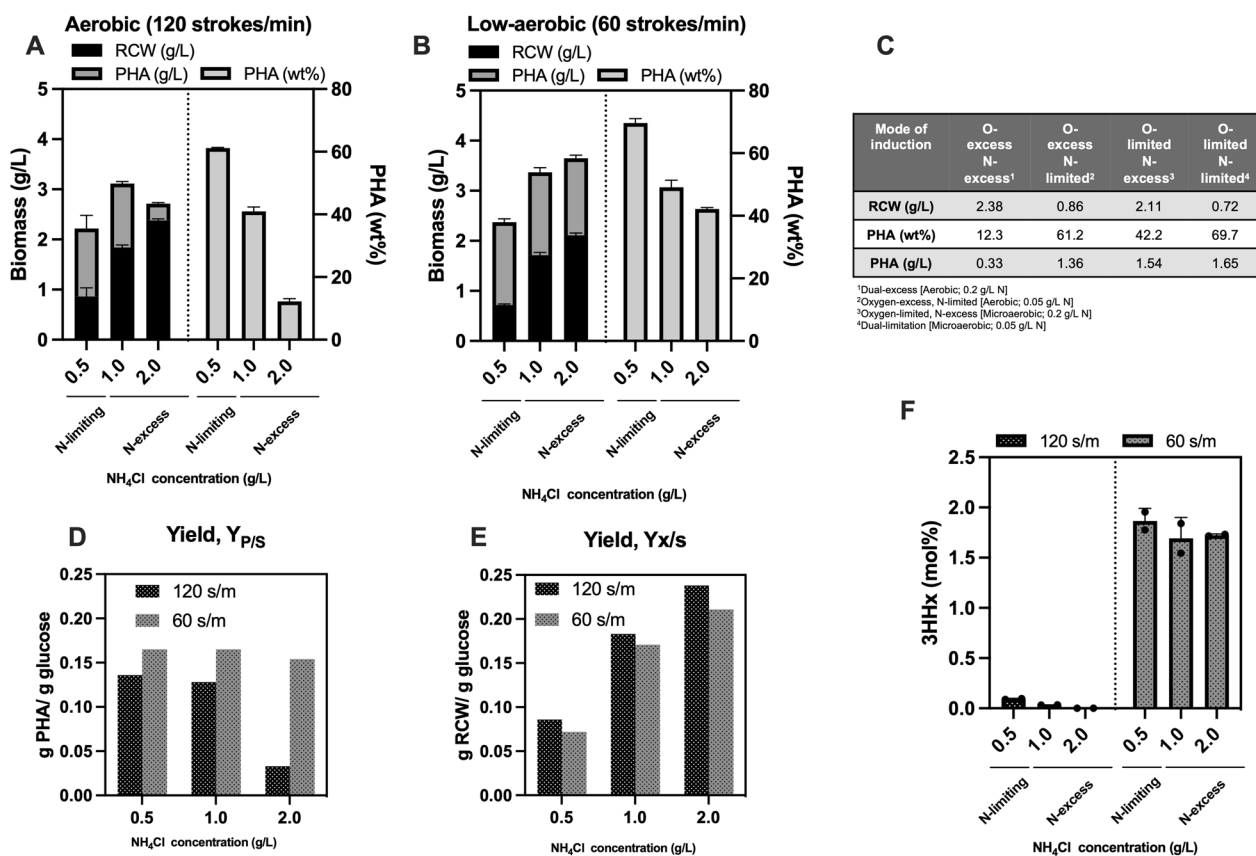 Aerobic (120 strokes/min)
A
RCW (g/L)
PHA (g/L) PHA (wt%)
5
4
3
2
1
0
80
60
40
20
0
Biomass (g/L)
PHA (wt%)
0.5 1.0 2.0 0.5 1.0 2.0
N-limiting N-excess N-limiting N-excess
NH₄Cl concentration (g/L)
Low-aerobic (60 strokes/min)
B
RCW (g/L)
PHA (g/L) PHA (wt%)
5
4
3
2
1
0
80
60
40
20
0
Biomass (g/L)
PHA (wt%)
0.5 1.0 2.0 0.5 1.0 2.0
N-limiting N-excess N-limiting N-excess
NH₄Cl concentration (g/L)
C
Mode of induction O-excess N-excess¹ O-excess N-limited² O-limited N-excess³ O-limited N-limited⁴
RCW (g/L) 2.38 0.86 2.11 0.72
PHA (wt%) 12.3 61.2 42.2 69.7
PHA (g/L) 0.33 1.36 1.54 1.65
¹Dual-excess [Aerobic; 0.2 g/L N]
²Oxygen-excess, N-limited [Aerobic; 0.05 g/L N]
³Oxygen-limited, N-excess [Microaerobic; 0.2 g/L N]
⁴Dual-limitation [Microaerobic; 0.05 g/L N]
D
Yield, Y_P/S
120 s/m
60 s/m
0.25
0.20
0.15
0.10
0.05
0.00
g PHA/ g glucose
0.5 1.0 2.0
NH₄Cl concentration (g/L)
E
Yield, Yx/s
120 s/m
60 s/m
0.25
0.20
0.15
0.10
0.05
0.00
g RCW/ g glucose
0.5 1.0 2.0
NH₄Cl concentration (g/L)
F
120 s/m 60 s/m
2.5
2.0
1.5
1.0
0.5
0.0
3HHx (mol%)
0.5 1.0 2.0 0.5 1.0 2.0
N-limiting N-excess N-limiting N-excess
NH₄Cl concentration (g/L)